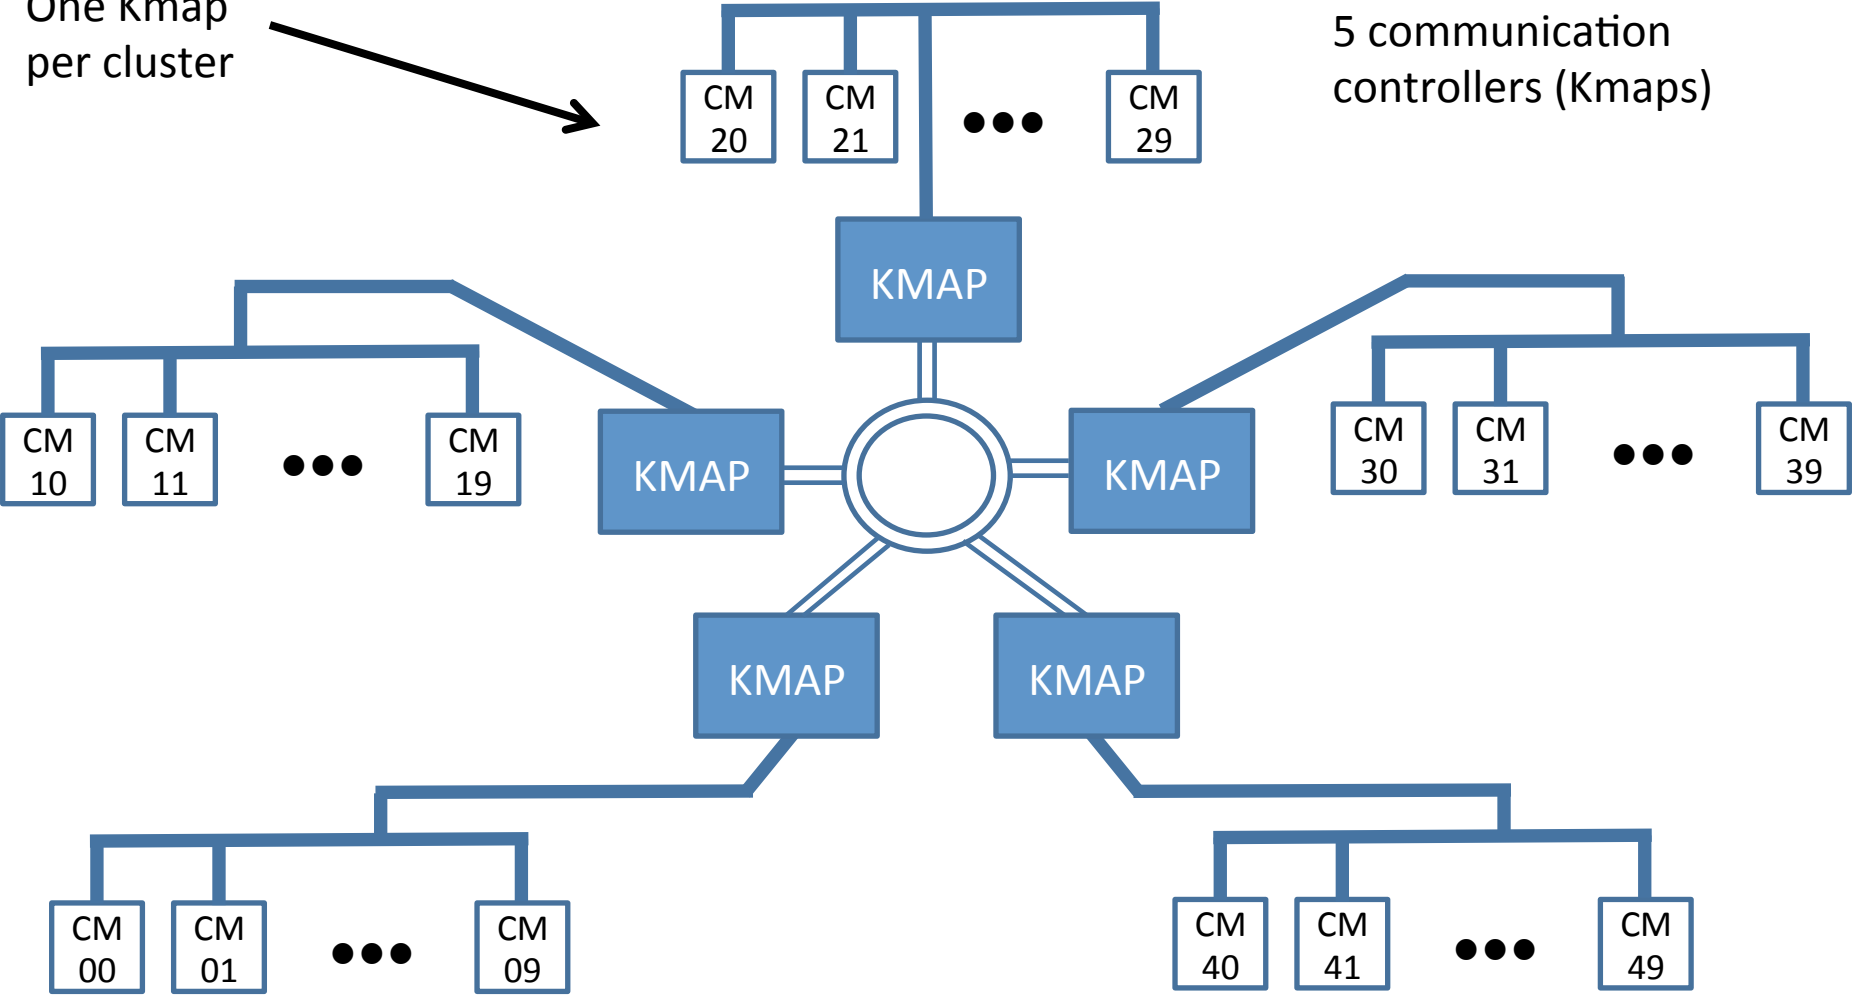 One Kmap
per cluster
5 communication
controllers (Kmaps)
CM
20
CM
21
CM
29
KMAP
CM
10
CM
11
CM
19
KMAP
KMAP
CM
30
CM
31
CM
39
KMAP
KMAP
CM
00
CM
01
CM
09
CM
40
CM
41
CM
49